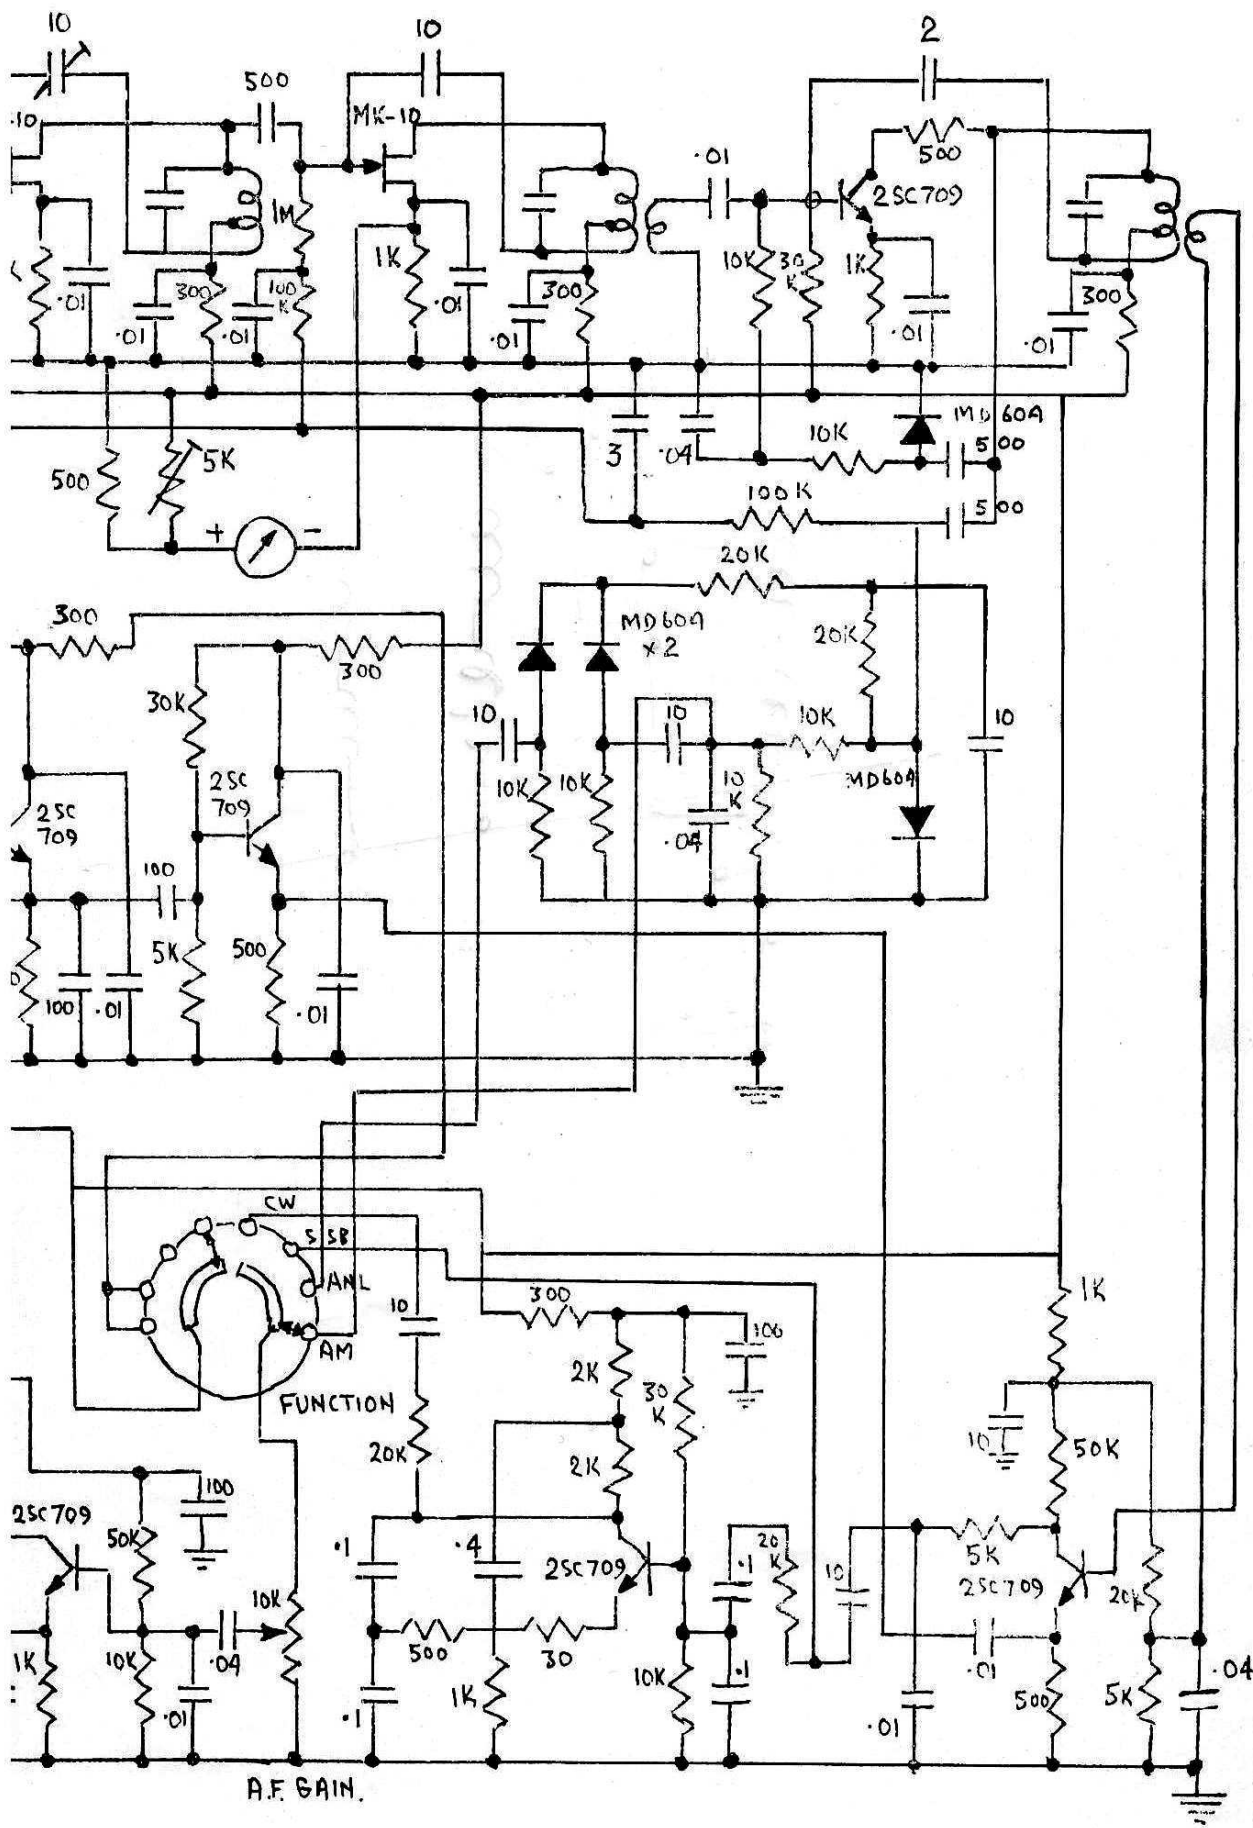 10
10
2
500
-10
MK-10
500
2SC709
.01
1M
1K
10K
30
K
1K
300
300
300
.01
.01
100
K
.01
.01
.01
.01
.01
MD60A
10K
500
3
.04
5K
500
100K
500
+
-
20K
300
MD60A
×2
20K
300
30K
10
10
10K
10
2SC
709
2SC
709
10K
10K
10
K
MD60A
.04
100
5K
500
100
.01
.01
CW
SSB
ANL
AM
FUNCTION
10
300
100
1K
2K
30
K
20K
2K
10
50K
100
2SC709
50K
.1
.4
2SC709
.1
20
K
10
5K
2SC709
20K
10K
1K
10K
.04
.01
500
30
1K
.1
10K
.1
.01
.01
500
5K
.04
A.F. GAIN.